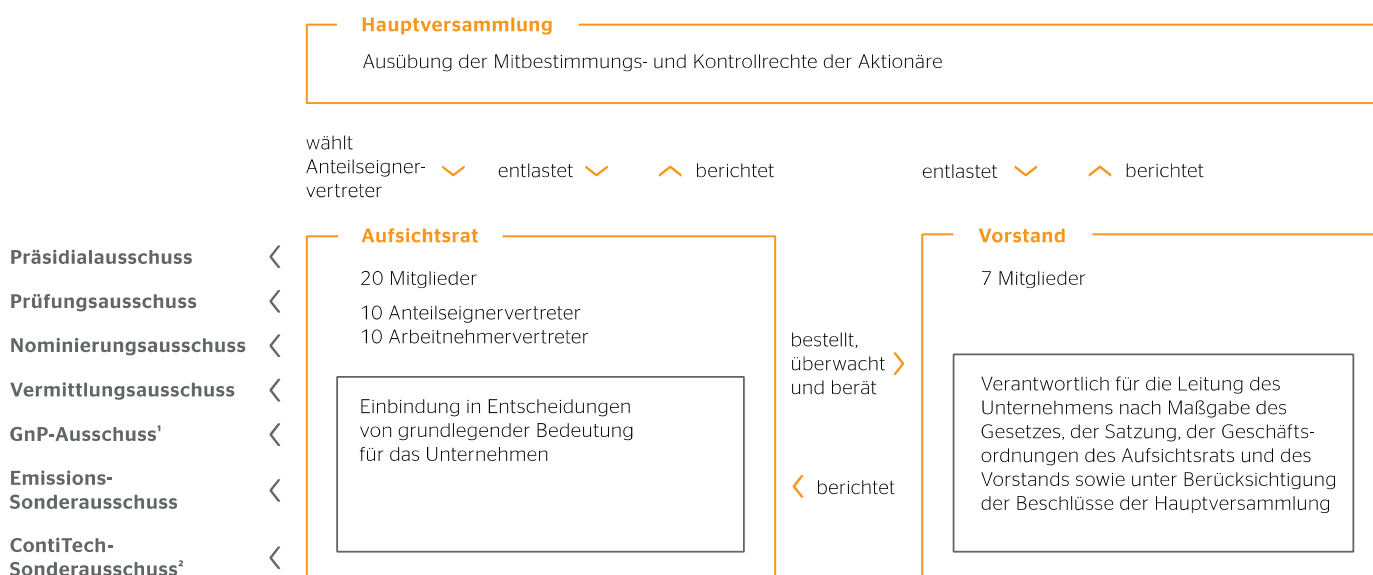 Hauptversammlung
Ausübung der Mitbestimmungs- und Kontrollrechte der Aktionäre
wählt
Anteilseigner-
vertreter
entlastet
berichtet
entlastet
berichtet
Präsidialausschuss
Prüfungsausschuss
Nominierungsausschuss
Vermittlungsausschuss
GnP-Ausschuss¹
Emissions-
Sonderausschuss
ContiTech-
Sonderausschuss²
Aufsichtsrat
20 Mitglieder
10 Anteilseignervertreter
10 Arbeitnehmervertreter
Einbindung in Entscheidungen
von grundlegender Bedeutung
für das Unternehmen
bestellt,
überwacht
und berät
berichtet
Vorstand
7 Mitglieder
Verantwortlich für die Leitung des
Unternehmens nach Maßgabe des
Gesetzes, der Satzung, der Geschäfts-
ordnungen des Aufsichtsrats und des
Vorstands sowie unter Berücksichtigung
der Beschlüsse der Hauptversammlung